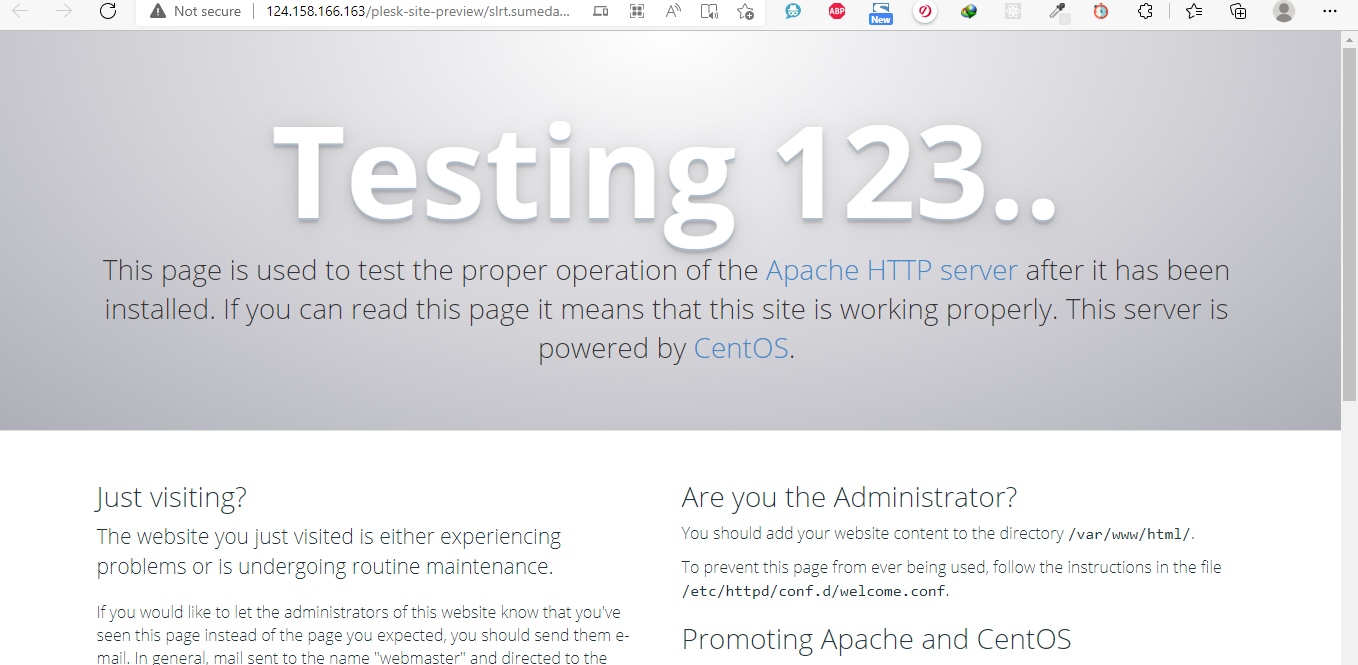 Not secure
124.158.166.163/plesk-site-preview/slrt.sumeda...
ABP
New
Testing 123..
This page is used to test the proper operation of the Apache HTTP server after it has been
installed. If you can read this page it means that this site is working properly. This server is
powered by CentOS.
Just visiting?
The website you just visited is either experiencing
problems or is undergoing routine maintenance.
If you would like to let the administrators of this website know that you've
seen this page instead of the page you expected, you should send them e-
mail. In general, mail sent to the name "webmaster" and directed to the
Are you the Administrator?
You should add your website content to the directory /var/www/html/.
To prevent this page from ever being used, follow the instructions in the file
/etc/httpd/conf.d/welcome.conf.
Promoting Apache and CentOS